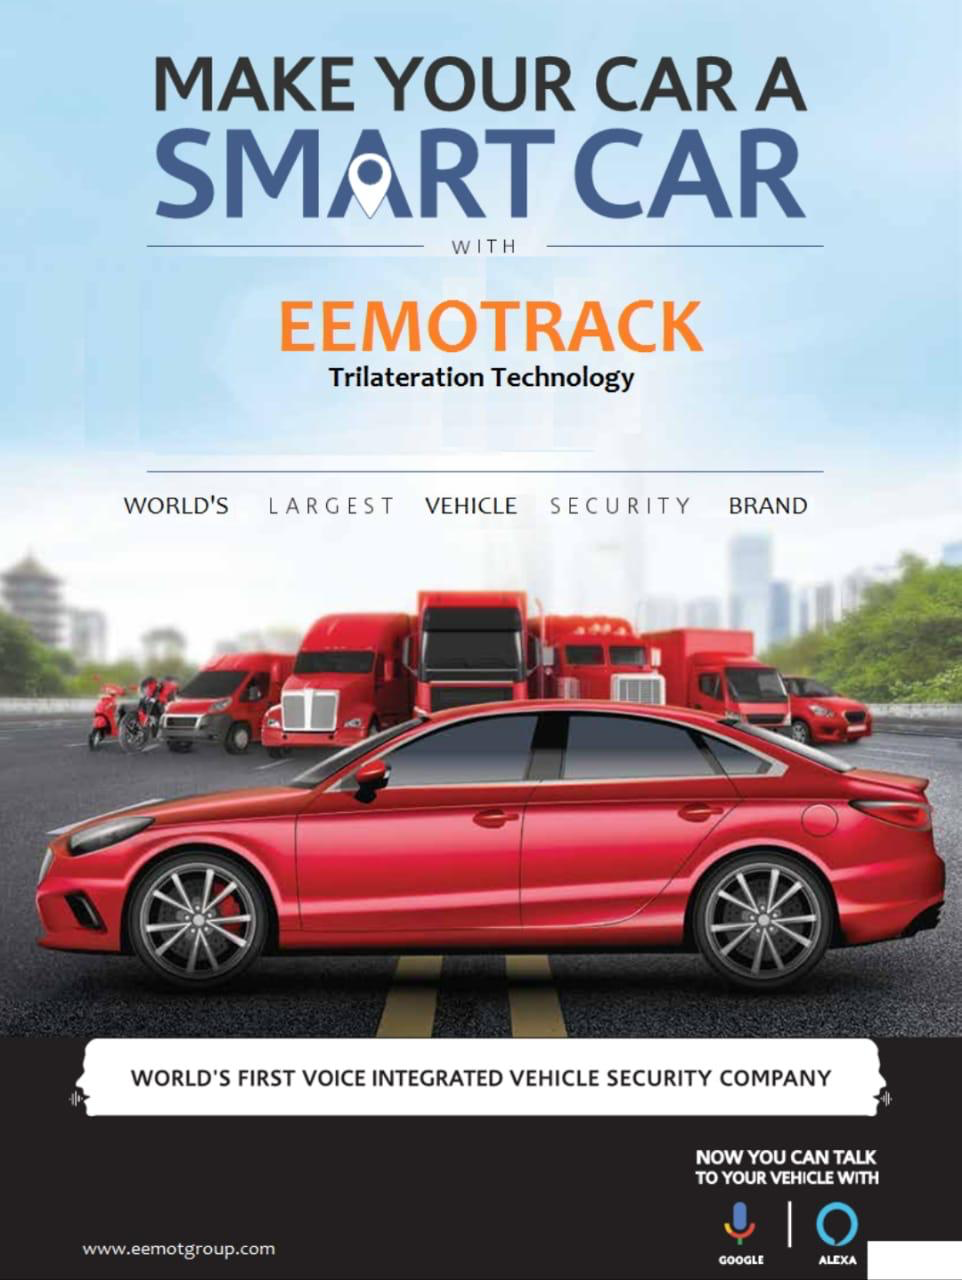 MAKE YOUR CAR A
SMART CAR
WITH
EEMOTRACK
Trilateration Technology
WORLD'S LARGEST VEHICLE SECURITY BRAND
WORLD'S FIRST VOICE INTEGRATED VEHICLE SECURITY COMPANY
NOW YOU CAN TALK
TO YOUR VEHICLE WITH
GOOGLE ALEXA
www.eemotgroup.com